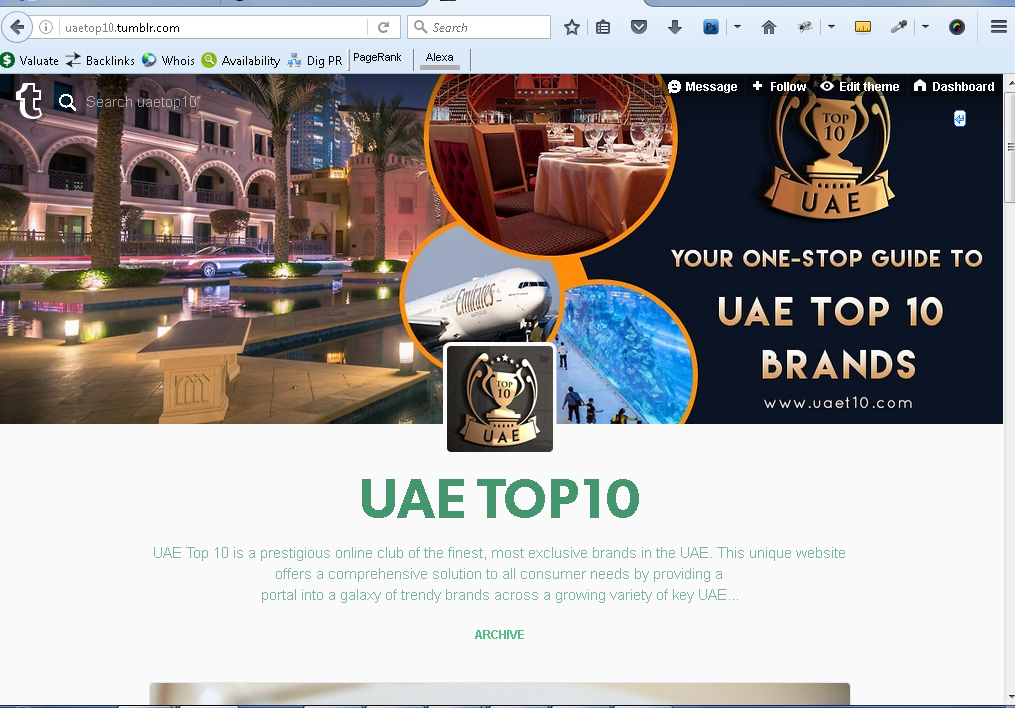 uaetop10.tumblr.com
Search
Valuate
Backlinks
Whois
Availability
Dig PR
PageRank
Alexa
Search uaetop10
Message
Follow
Edit theme
Dashboard
TOP
10
UAE
Emirates
YOUR ONE-STOP GUIDE TO
UAE TOP 10
BRANDS
www.uaet10.com
TOP
10
UAE
UAE TOP10
UAE Top 10 is a prestigious online club of the finest, most exclusive brands in the UAE. This unique website
offers a comprehensive solution to all consumer needs by providing a
portal into a galaxy of trendy brands across a growing variety of key UAE...
ARCHIVE